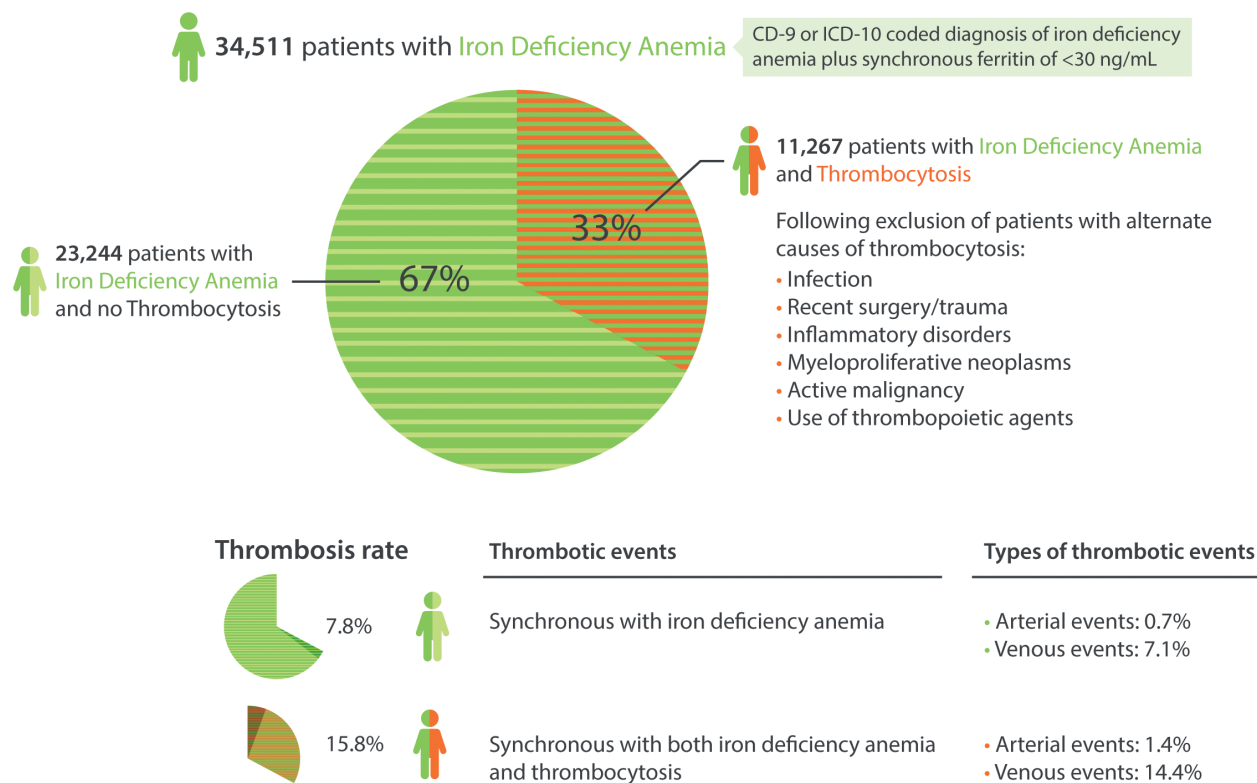 34,511 patients with Iron Deficiency Anemia
CD-9 or ICD-10 coded diagnosis of iron deficiency
anemia plus synchronous ferritin of <30 ng/mL
11,267 patients with Iron Deficiency Anemia
and Thrombocytosis
33%
Following exclusion of patients with alternate
causes of thrombocytosis:
• Infection
• Recent surgery/trauma
• Inflammatory disorders
• Myeloproliferative neoplasms
• Active malignancy
• Use of thrombopoietic agents
23,244 patients with
Iron Deficiency Anemia
and no Thrombocytosis
67%
Thrombosis rate
Thrombotic events
Types of thrombotic events
7.8%
Synchronous with iron deficiency anemia
• Arterial events: 0.7%
• Venous events: 7.1%
15.8%
Synchronous with both iron deficiency anemia
and thrombocytosis
• Arterial events: 1.4%
• Venous events: 14.4%